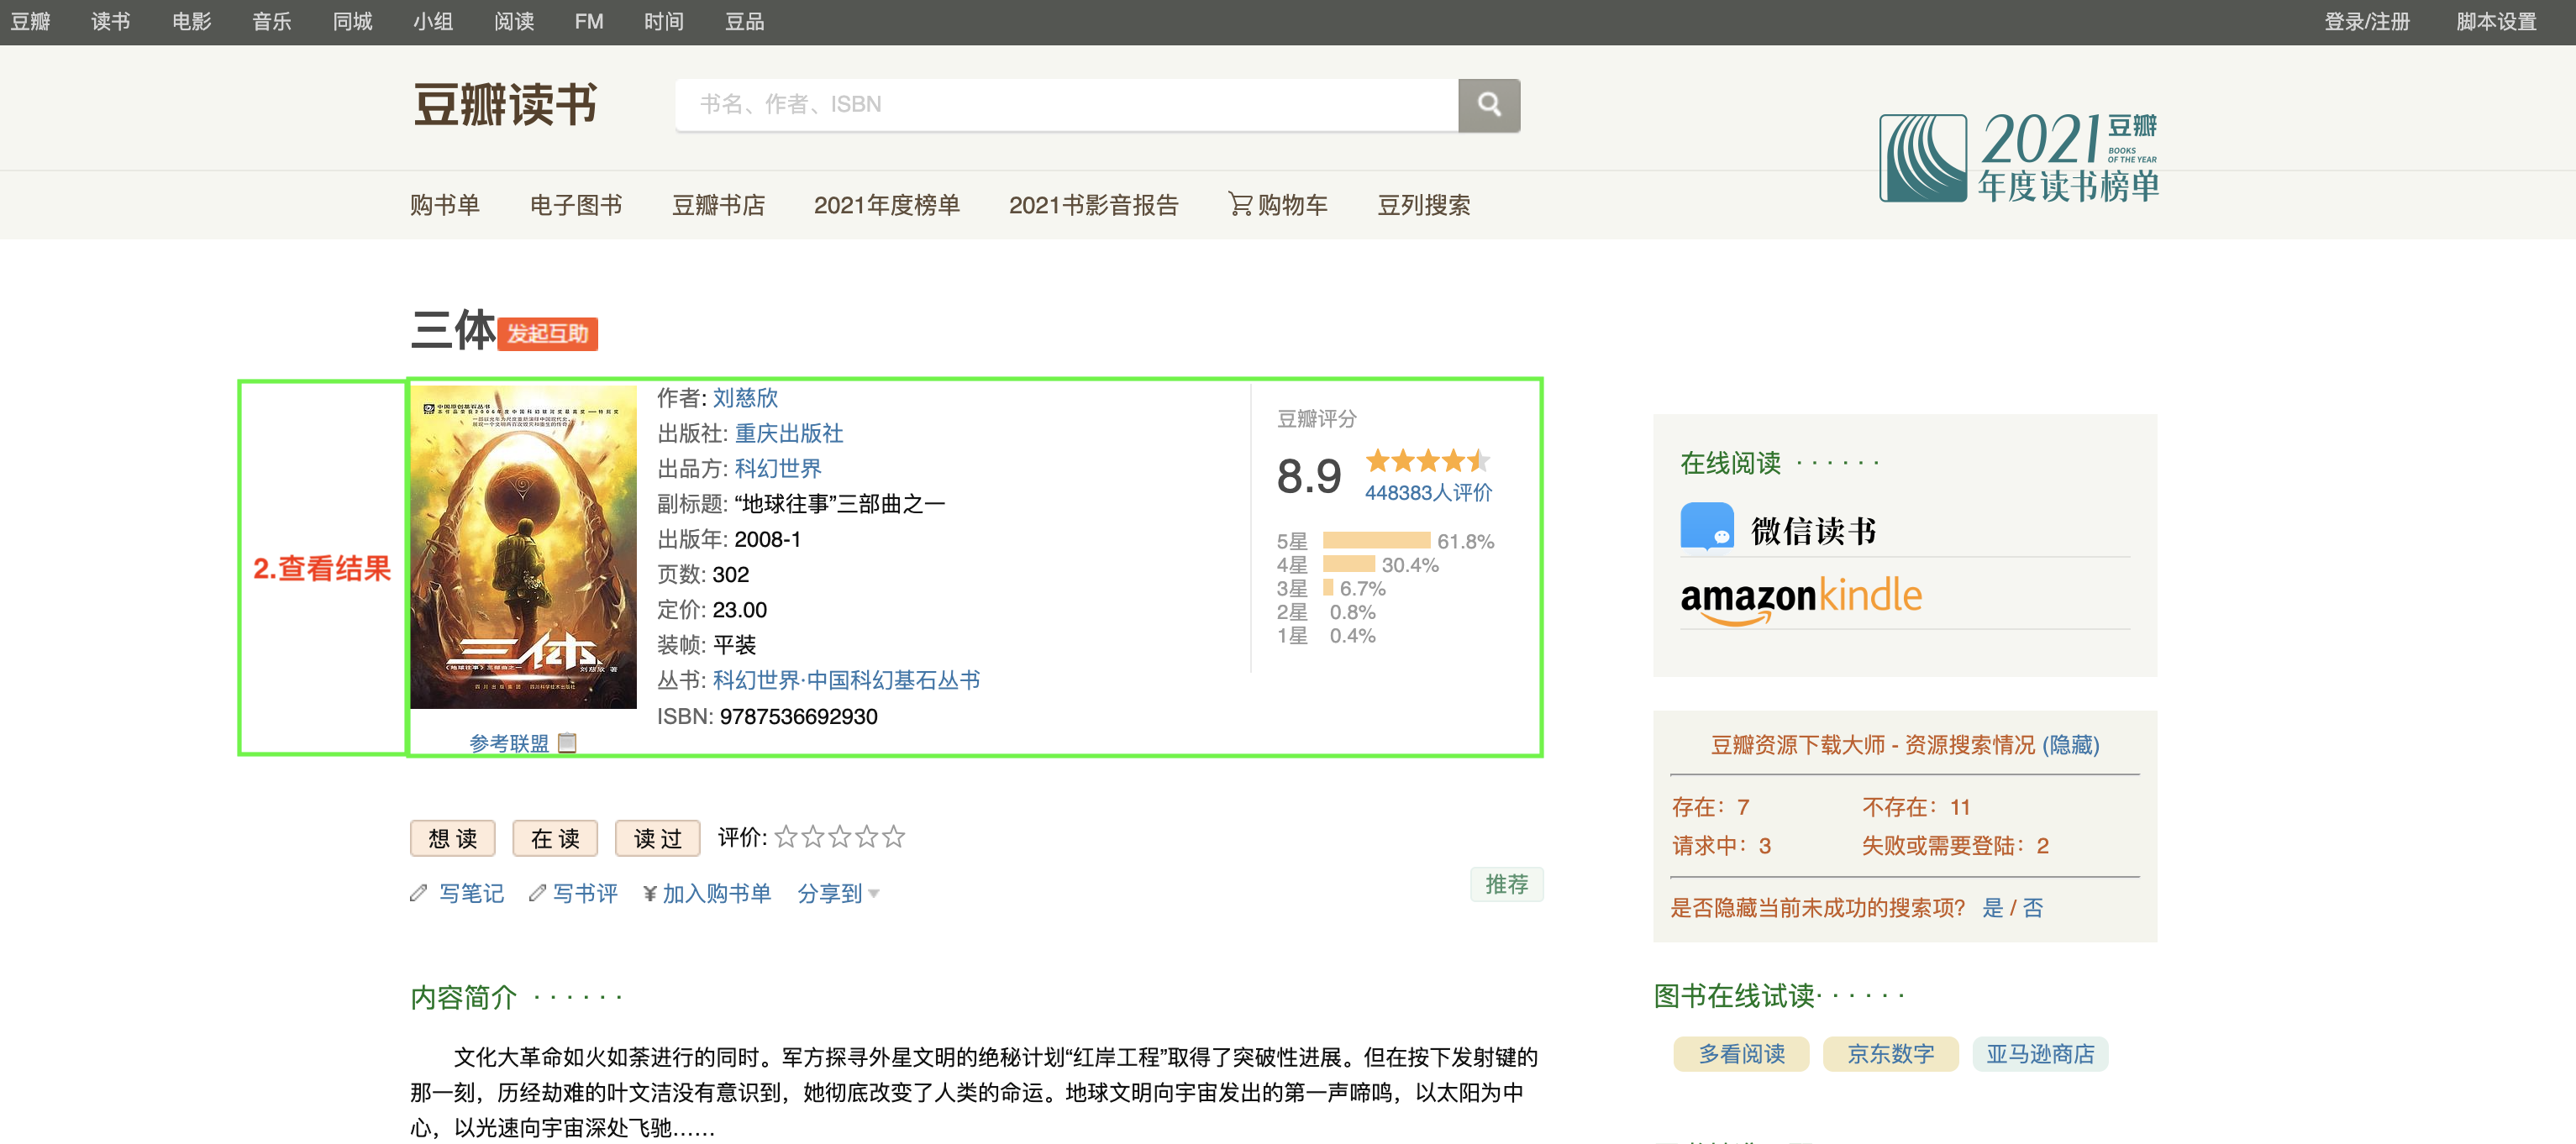 豆瓣 读书 电影 音乐 同城 小组 阅读 FM 时间 豆品 登录/注册 脚本设置
豆瓣读书
书名、作者、ISBN
2021 豆瓣
BOOKS
OF THE YEAR
年度读书榜单
购书单 电子图书 豆瓣书店 2021年度榜单 2021书影音报告 购物车 豆列搜索
三体 发起互助
2.查看结果
中国原创基石丛书
三体
刘慈欣 著
参考联盟
作者: 刘慈欣
出版社: 重庆出版社
出品方: 科幻世界
副标题: “地球往事”三部曲之一
出版年: 2008-1
页数: 302
定价: 23.00
装帧: 平装
丛书: 科幻世界·中国科幻基石丛书
ISBN: 9787536692930
豆瓣评分
8.9
448383人评价
5星 61.8%
4星 30.4%
3星 6.7%
2星 0.8%
1星 0.4%
想读 在读 读过 评价:
写笔记 写书评 ¥加入购书单 分享到
推荐
内容简介 · · · · · ·
文化大革命如火如荼进行的同时。军方探寻外星文明的绝秘计划“红岸工程”取得了突破性进展。但在按下发射键的
那一刻，历经劫难的叶文洁没有意识到，她彻底改变了人类的命运。地球文明向宇宙发出的第一声啼鸣，以太阳为中
心，以光速向宇宙深处飞驰……
在线阅读 · · · · · ·
微信读书
amazonkindle
豆瓣资源下载大师 - 资源搜索情况 (隐藏)
存在：7 不存在：11
请求中：3 失败或需要登陆：2
是否隐藏当前未成功的搜索项？ 是 / 否
图书在线试读· · · · · ·
多看阅读 京东数字 亚马逊商店